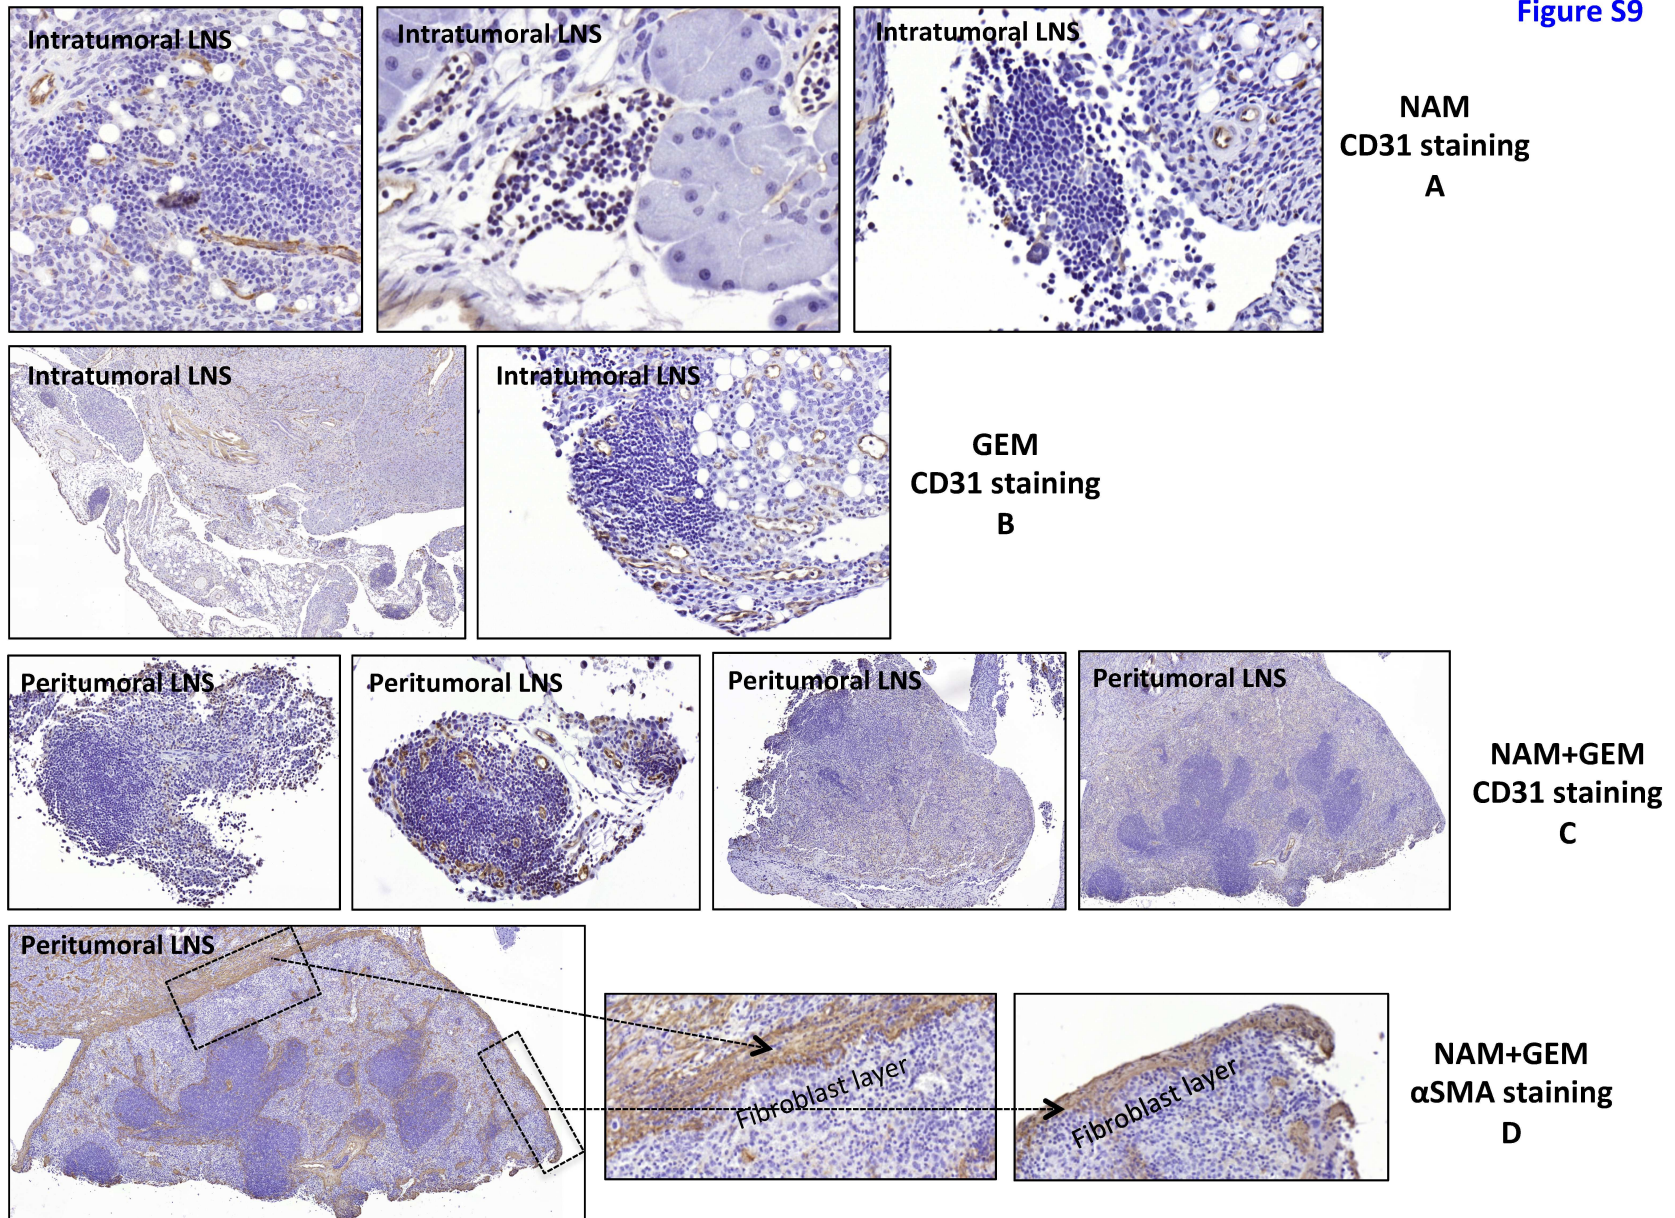 Figure S9
Intratumoral LNS
Intratumoral LNS
Intratumoral LNS
NAM
CD31 staining
A
Intratumoral LNS
Intratumoral LNS
GEM
CD31 staining
B
Peritumoral LNS
Peritumoral LNS
Peritumoral LNS
Peritumoral LNS
NAM+GEM
CD31 staining
C
Peritumoral LNS
Fibroblast layer
Fibroblast layer
NAM+GEM
αSMA staining
D